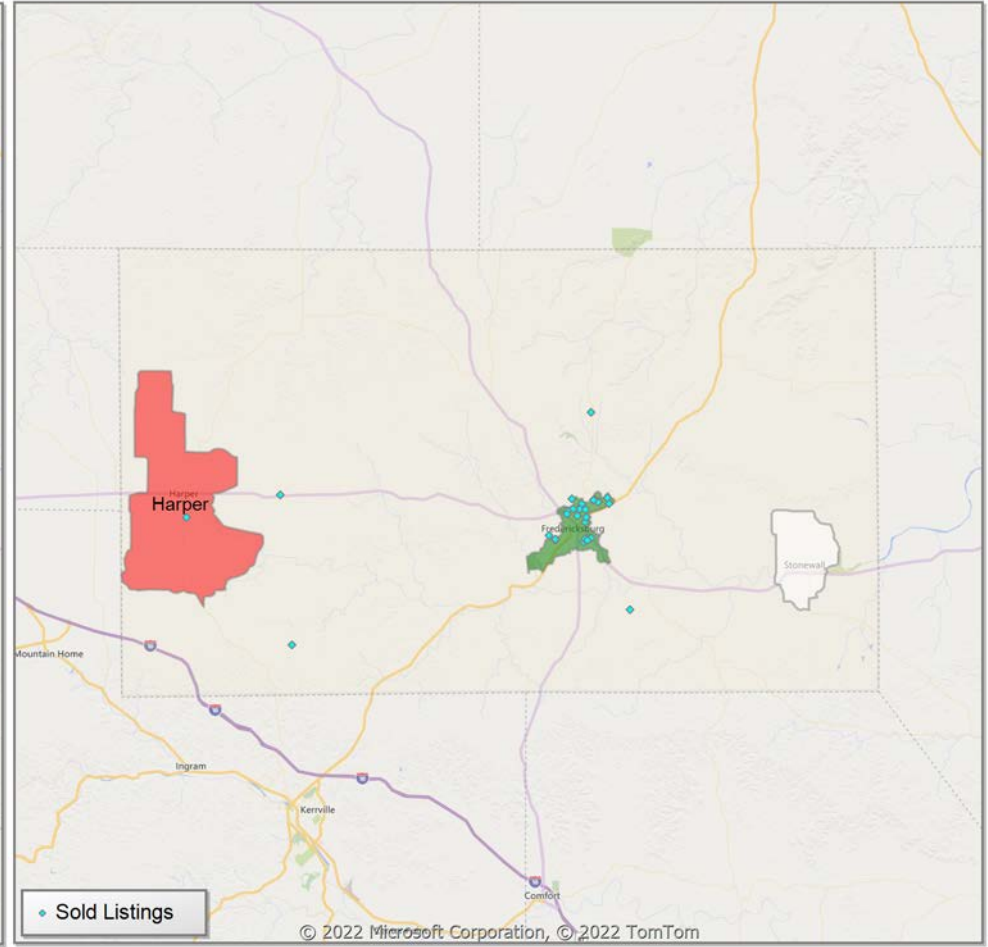 Harper
Harper
Fredericksburg
Stonewall
Mountain Home
Ingram
Kerrville
Comfort
Sold Listings
© 2022 Microsoft Corporation, © 2022 TomTom